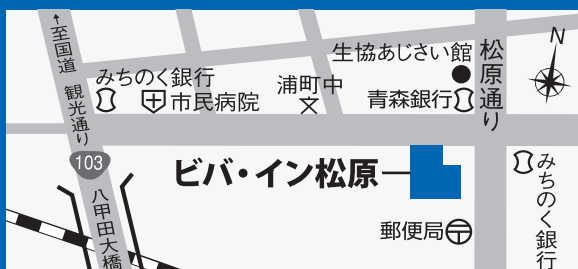 ↑至国道
観光通り
103
八甲田大橋
みちのく銀行
市民病院
浦町中
文
生協あじさい館
青森銀行
松原通り
N
ビバ・イン松原
みちのく銀行
郵便局
〒